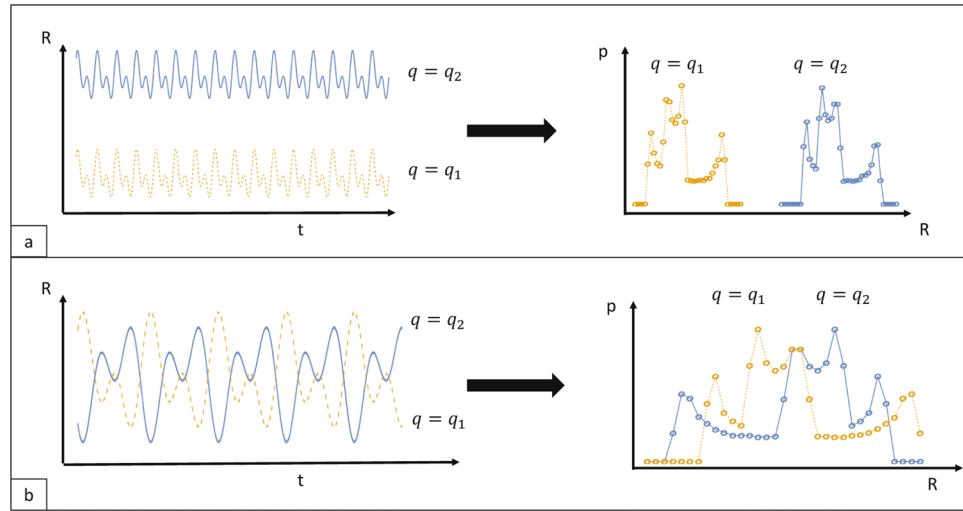 R
q = q₂
q = q₁
t
a
p
q = q₁ q = q₂
R
R
q = q₂
q = q₁
t
b
p
q = q₁ q = q₂
R